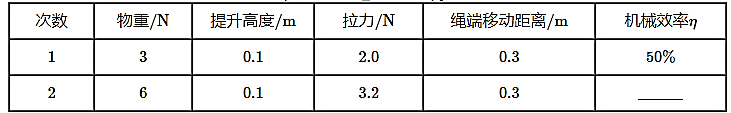 次数 物重/N 提升高度/m 拉力/N 绳端移动距离/m 机械效率η
1 3 0.1 2.0 0.3 50%
2 6 0.1 3.2 0.3 ______